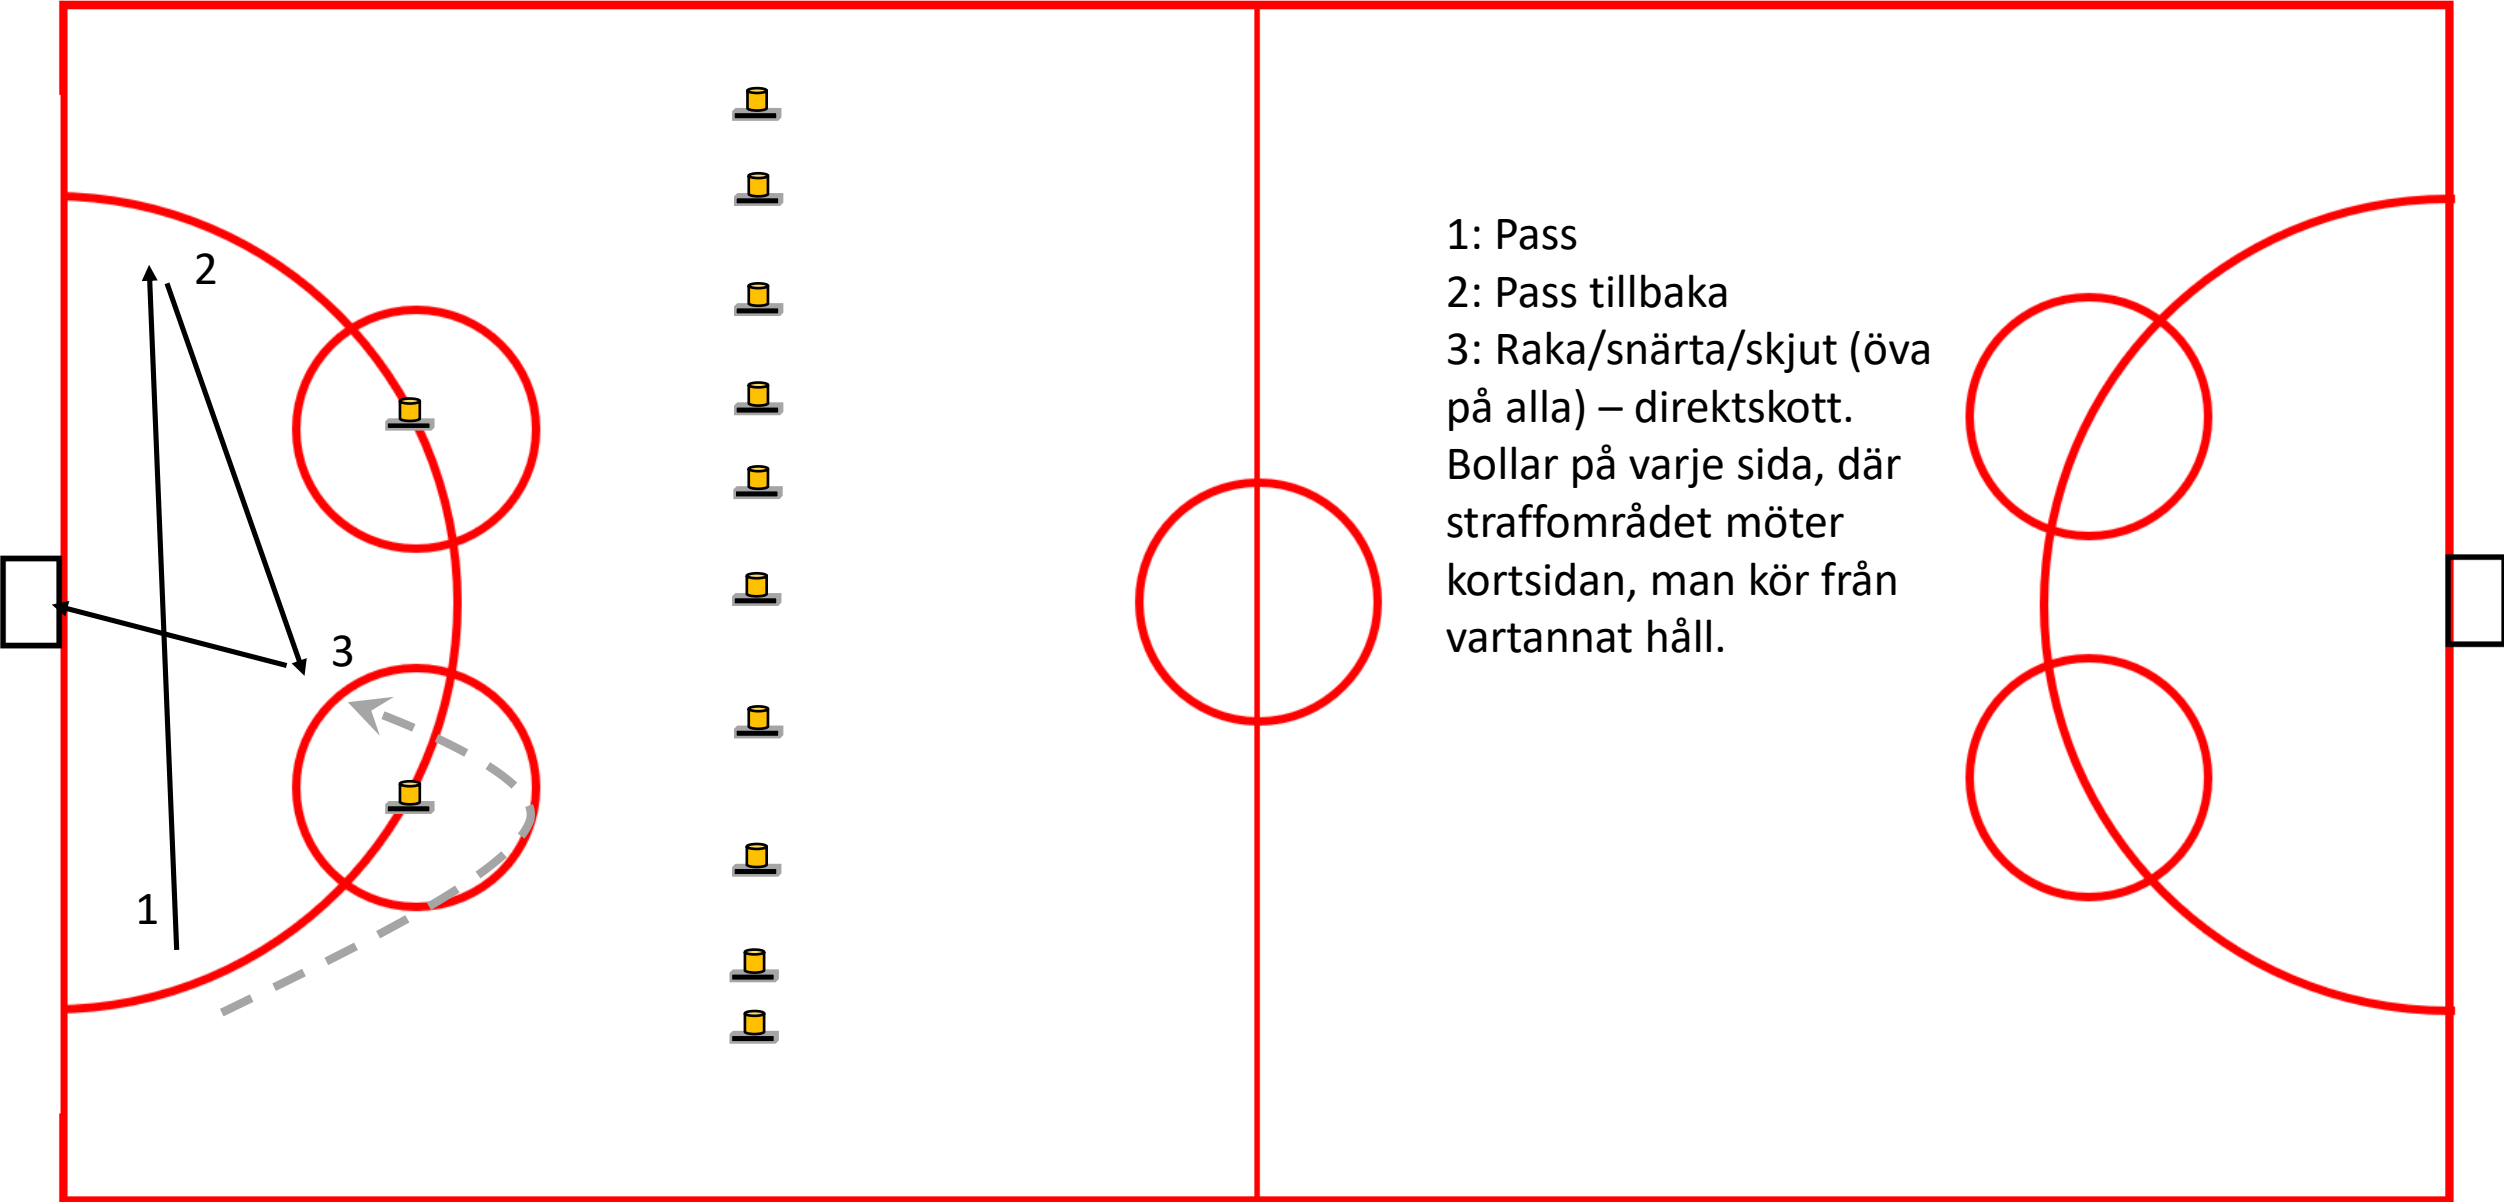 2
3
1
1: Pass
2: Pass tillbaka
3: Raka/snärta/skjut (öva
på alla) – direktskott.
Bollar på varje sida, där
straffområdet möter
kortsidan, man kör från
vartannat håll.